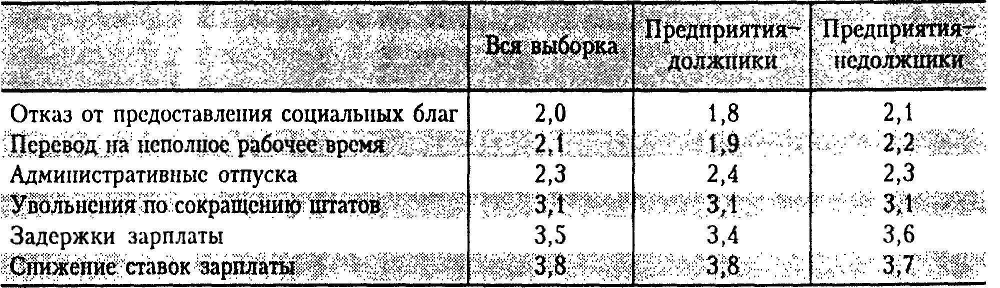 Вся выборка Предприятия-должники Предприятия-недолжники
Отказ от предоставления социальных благ 2,0 1,8 2,1
Перевод на неполное рабочее время 2,1 1,9 2,2
Административные отпуска 2,3 2,4 2,3
Увольнения по сокращению штатов 3,1 3,1 3,1
Задержки зарплаты 3,5 3,4 3,6
Снижение ставок зарплаты 3,8 3,8 3,7